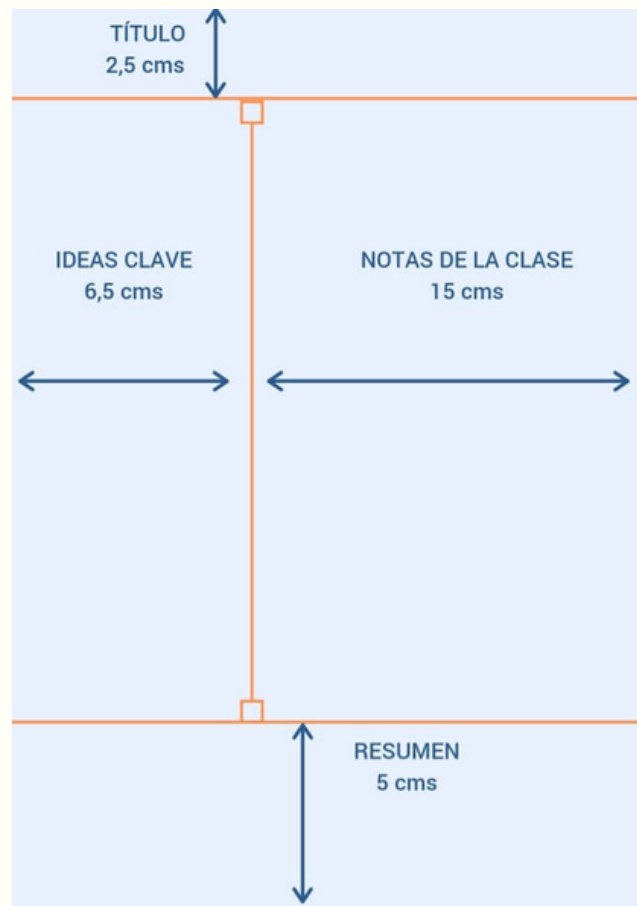 TÍTULO
2,5 cms
IDEAS CLAVE
6,5 cms
NOTAS DE LA CLASE
15 cms
RESUMEN
5 cms